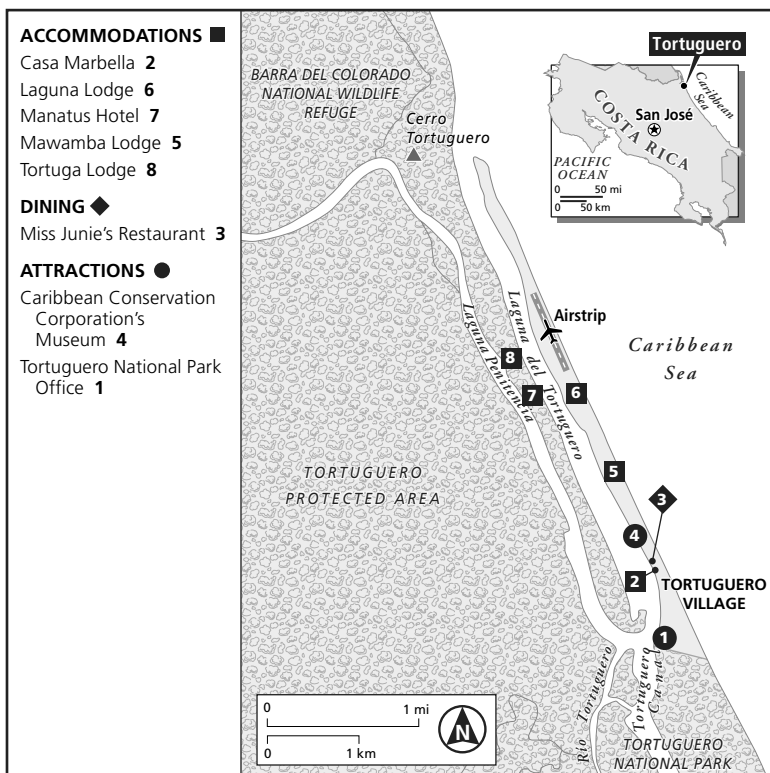 ACCOMMODATIONS ■
Casa Marbella 2
Laguna Lodge 6
Manatus Hotel 7
Mawamba Lodge 5
Tortuga Lodge 8
DINING ◆
Miss Junie's Restaurant 3
ATTRACTIONS ●
Caribbean Conservation
Corporation's
Museum 4
Tortuguero National Park
Office 1
BARRA DEL COLORADO
NATIONAL WILDLIFE
REFUGE
Cerro
Tortuguero
Tortuguero
Caribbean
Sea
San José
COSTA RICA
PACIFIC
OCEAN
0 50 mi
0 50 km
Airstrip
Laguna del Tortuguero
Laguna Penitencia
Caribbean
Sea
8
7
6
5
3
4
2
1
TORTUGUERO
PROTECTED AREA
TORTUGUERO
VILLAGE
Río Tortuguero
Tortuguero
Canal
TORTUGUERO
NATIONAL PARK
0 1 mi
0 1 km
N